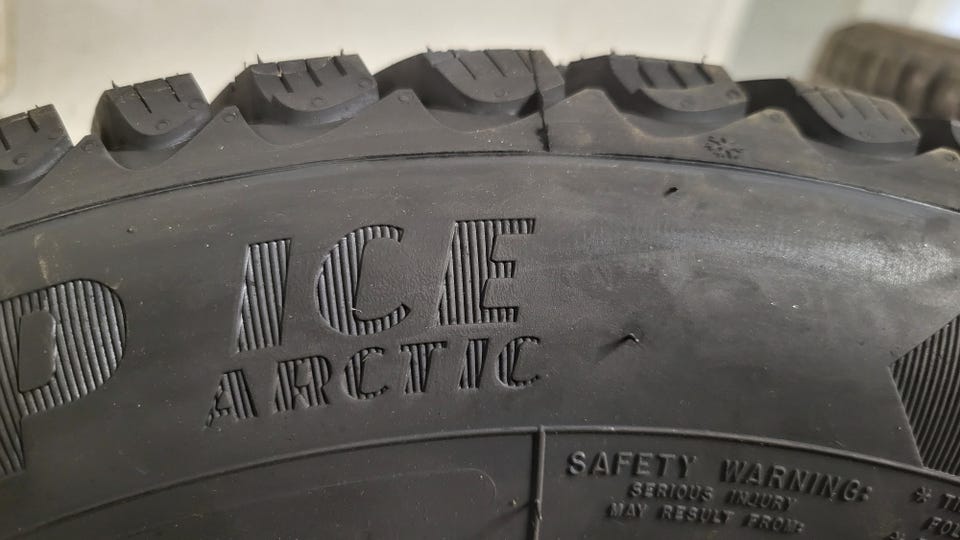 P ICE
ARCTIC
SAFETY WARNING:
SERIOUS INJURY
MAY RESULT FROM: